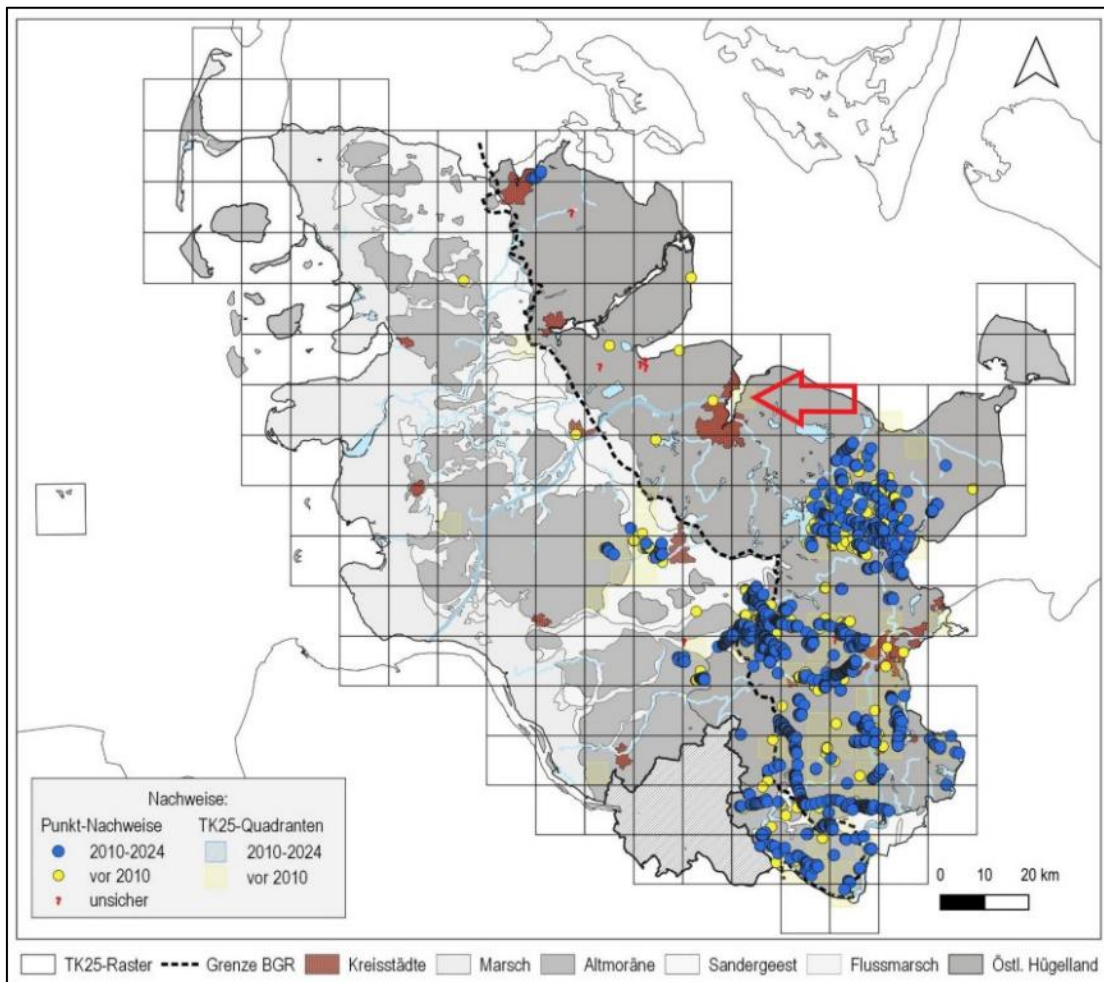 Nachweise:
Punkt-Nachweise TK25-Quadranten
2010-2024 2010-2024
vor 2010 vor 2010
? unsicher
0 10 20 km
TK25-Raster Grenze BGR Kreisstädte Marsch Altmoräne Sandergeest Flussmarsch Östl. Hügelland